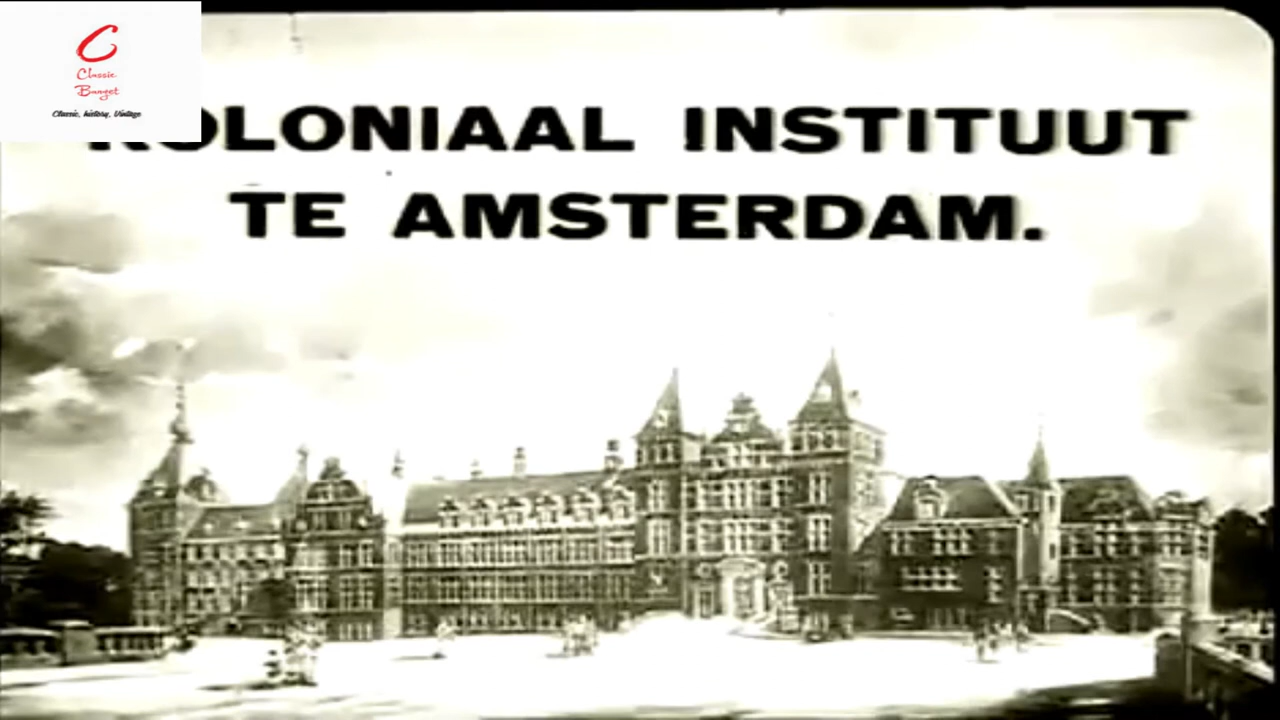 C
Classic
Banget
Classic, history, Vintage
KOLONIAAL INSTITUUT
TE AMSTERDAM.